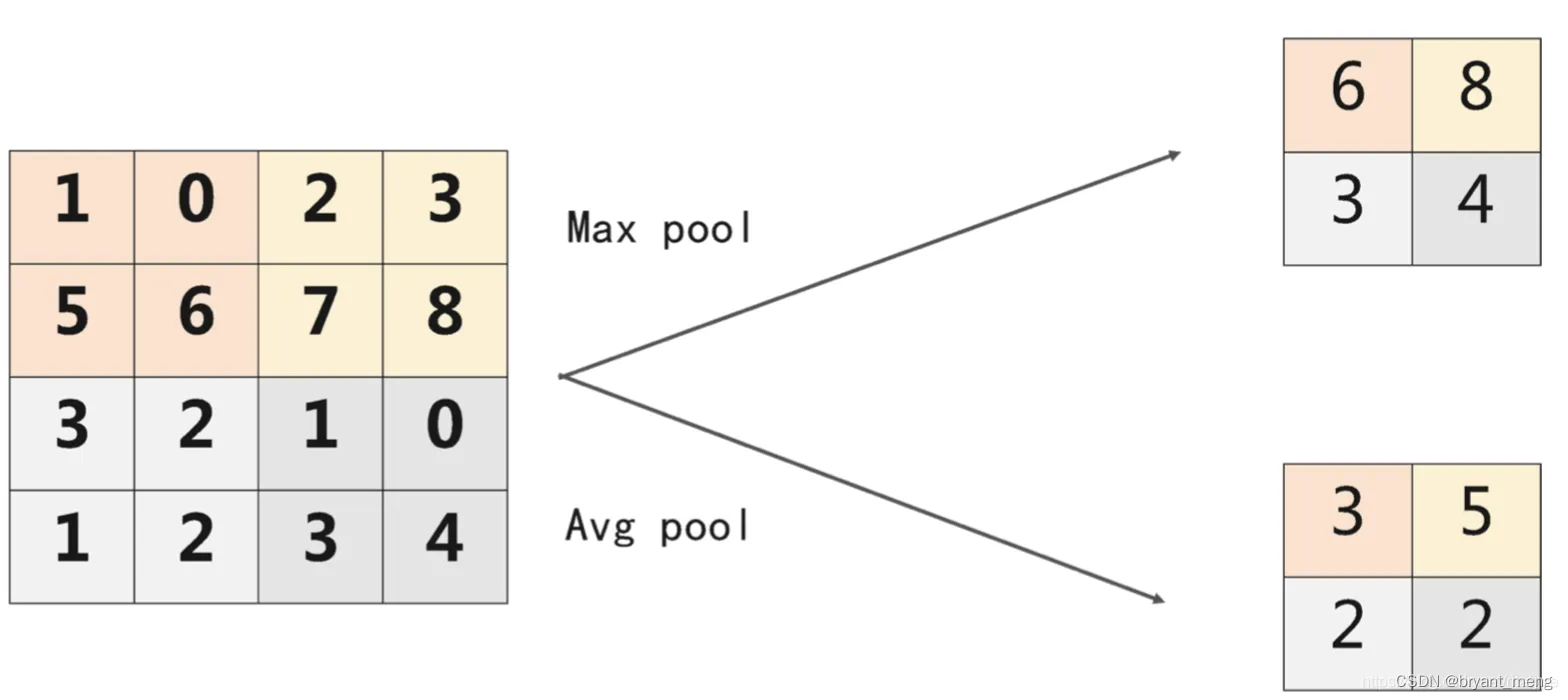 1 0 2 3
5 6 7 8
3 2 1 0
1 2 3 4
Max pool
Avg pool
6 8
3 4
3 5
2 2
CSDN @bryant_meng